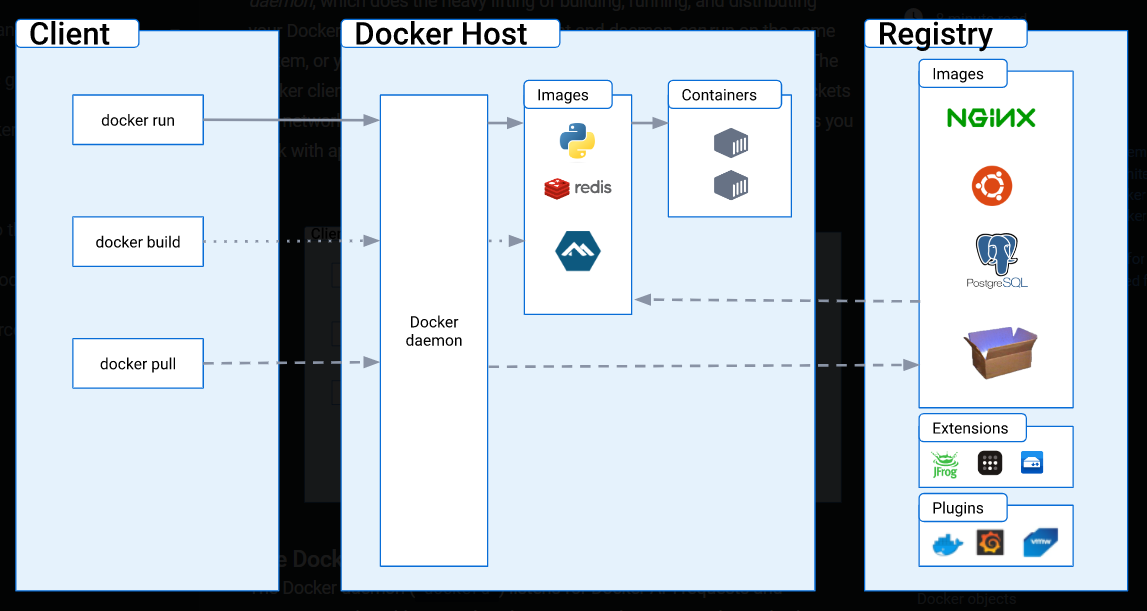 Client
docker run
docker build
docker pull
Docker Host
Docker
daemon
Images
redis
Containers
Registry
Images
NGINX
PostgreSQL
Extensions
JFrog
Plugins
vmw